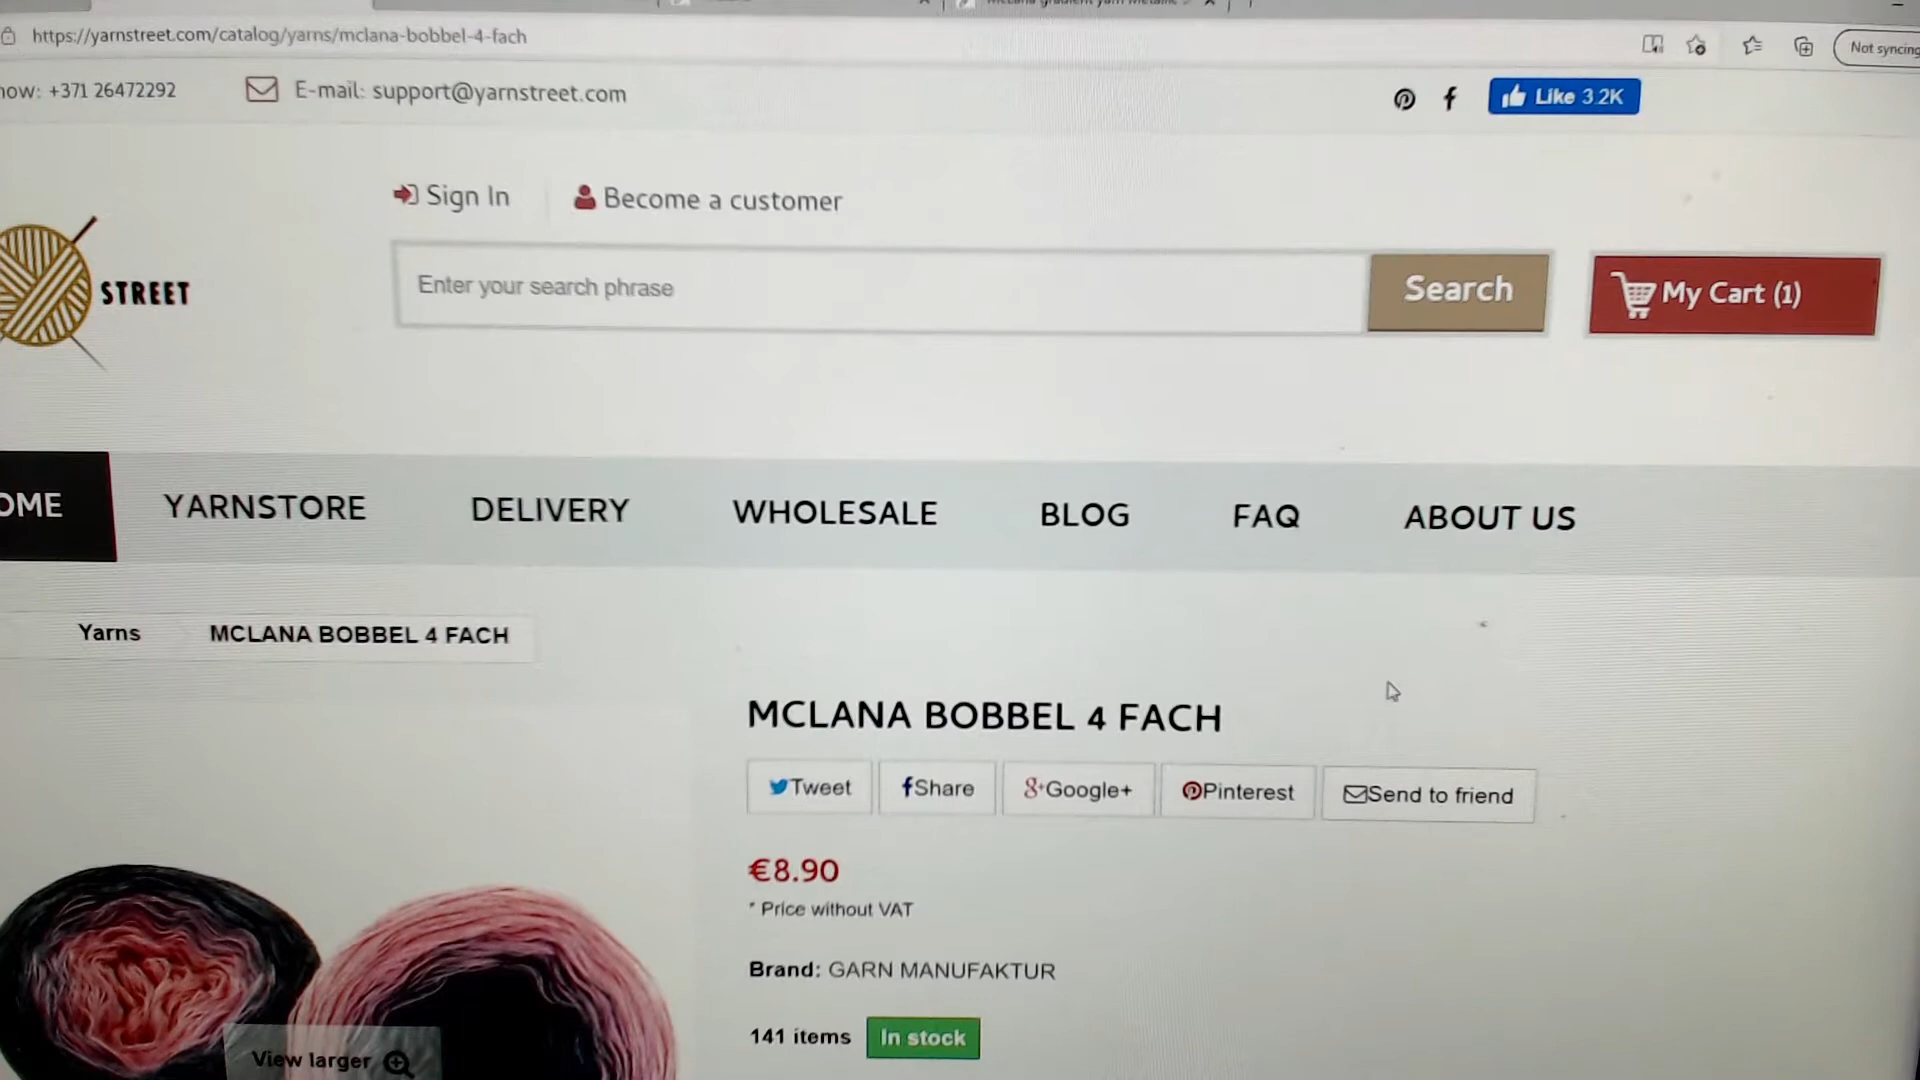 https://yarnstreet.com/catalog/yarns/mclana-bobbel-4-fach
Not syncing
now: +371 26472292
E-mail: support@yarnstreet.com
Like 3.2K
Sign In
Become a customer
STREET
Enter your search phrase
Search
My Cart (1)
OME
YARNSTORE
DELIVERY
WHOLESALE
BLOG
FAQ
ABOUT US
Yarns
MCLANA BOBBEL 4 FACH
MCLANA BOBBEL 4 FACH
Tweet
Share
Google+
Pinterest
Send to friend
€8.90
* Price without VAT
Brand: GARN MANUFAKTUR
141 items
In stock
View larger